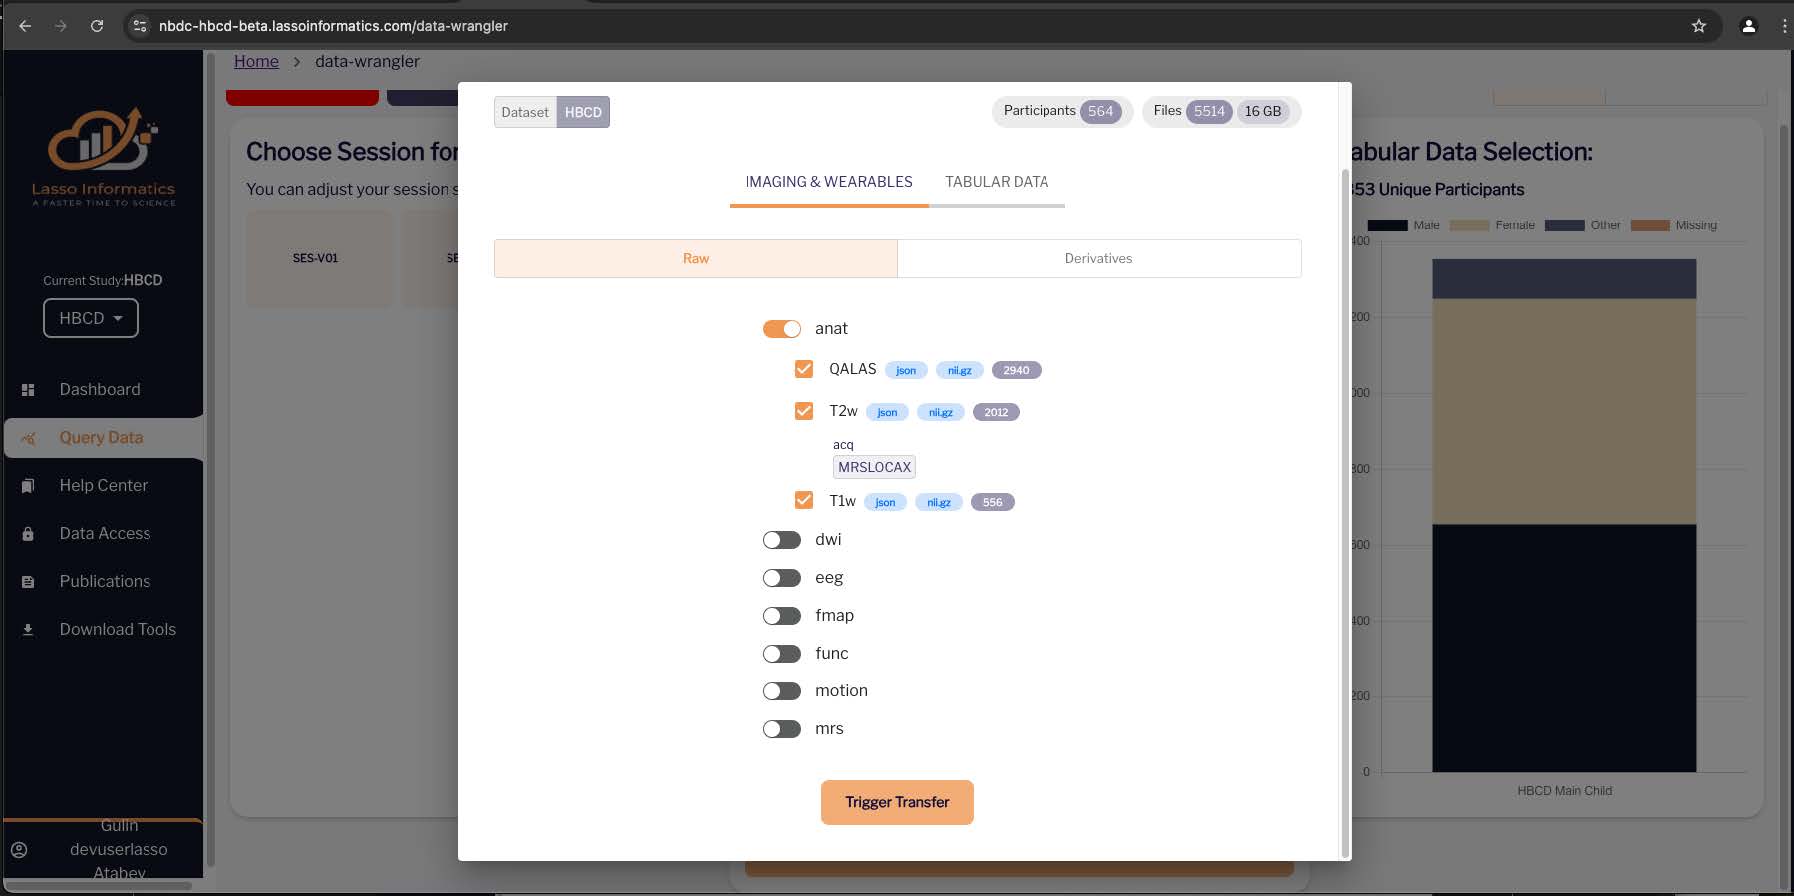 nbdc-hbcd-beta.lassoinformatics.com/data-wrangler
Home > data-wrangler
Lasso Informatics
A FASTER TIME TO SCIENCE
Current Study:HBCD
HBCD
Dashboard
Query Data
Help Center
Data Access
Publications
Download Tools
Gulin
devuserlasso
Atabey
Choose Session for
You can adjust your session s
SES-V01
SE
Dataset HBCD
Participants 564 Files 5514 16 GB
IMAGING & WEARABLES TABULAR DATA
Raw Derivatives
anat
QALAS json nii.gz 2940
T2w json nii.gz 2012
acq
MRSLOCAX
T1w json nii.gz 556
dwi
eeg
fmap
func
motion
mrs
Trigger Transfer
abular Data Selection:
353 Unique Participants
Male Female Other Missing
400
200
000
800
600
400
200
0
HBCD Main Child